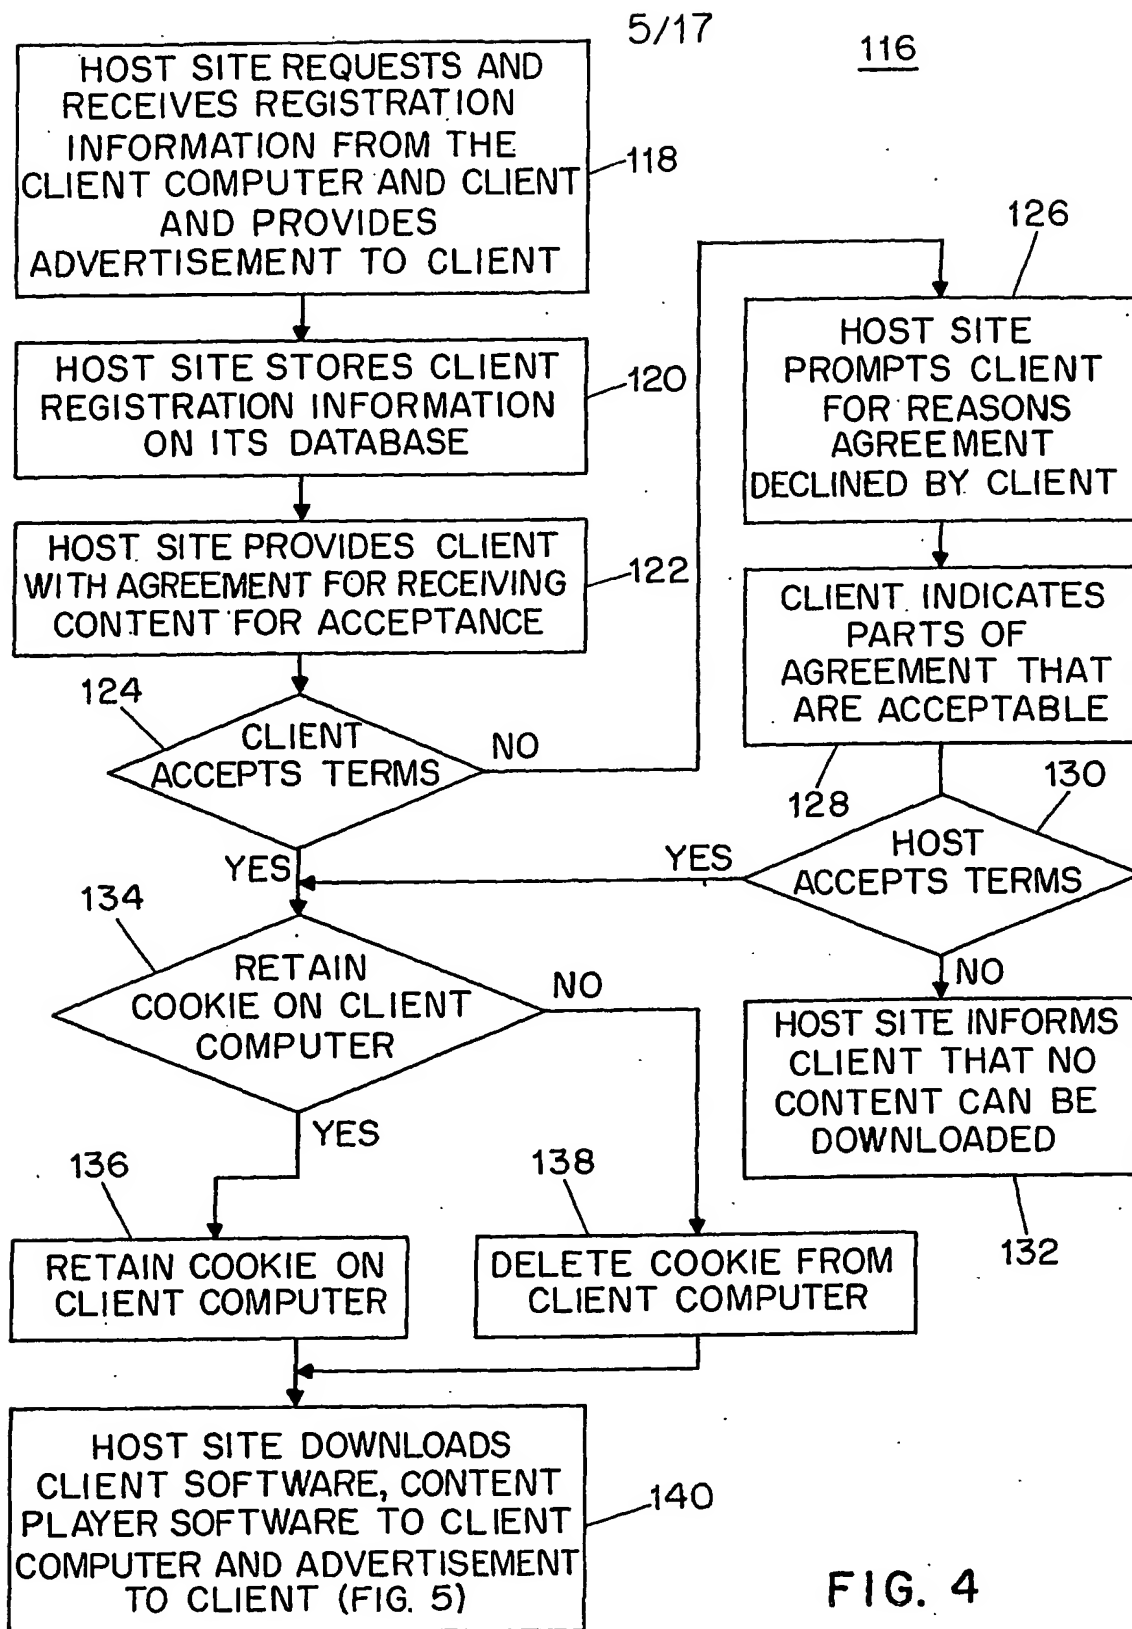 5/17
116
HOST SITE REQUESTS AND
RECEIVES REGISTRATION
INFORMATION FROM THE
CLIENT COMPUTER AND CLIENT
AND PROVIDES
ADVERTISEMENT TO CLIENT
118
HOST SITE STORES CLIENT
REGISTRATION INFORMATION
ON ITS DATABASE
120
HOST SITE PROVIDES CLIENT
WITH AGREEMENT FOR RECEIVING
CONTENT FOR ACCEPTANCE
122
124
CLIENT
ACCEPTS TERMS
NO
YES
126
HOST SITE
PROMPTS CLIENT
FOR REASONS
AGREEMENT
DECLINED BY CLIENT
CLIENT INDICATES
PARTS OF
AGREEMENT THAT
ARE ACCEPTABLE
128
130
HOST
ACCEPTS TERMS
YES
NO
HOST SITE INFORMS
CLIENT THAT NO
CONTENT CAN BE
DOWNLOADED
132
134
RETAIN
COOKIE ON CLIENT
COMPUTER
NO
YES
136
RETAIN COOKIE ON
CLIENT COMPUTER
138
DELETE COOKIE FROM
CLIENT COMPUTER
HOST SITE DOWNLOADS
CLIENT SOFTWARE, CONTENT
PLAYER SOFTWARE TO CLIENT
COMPUTER AND ADVERTISEMENT
TO CLIENT (FIG. 5)
140
FIG. 4